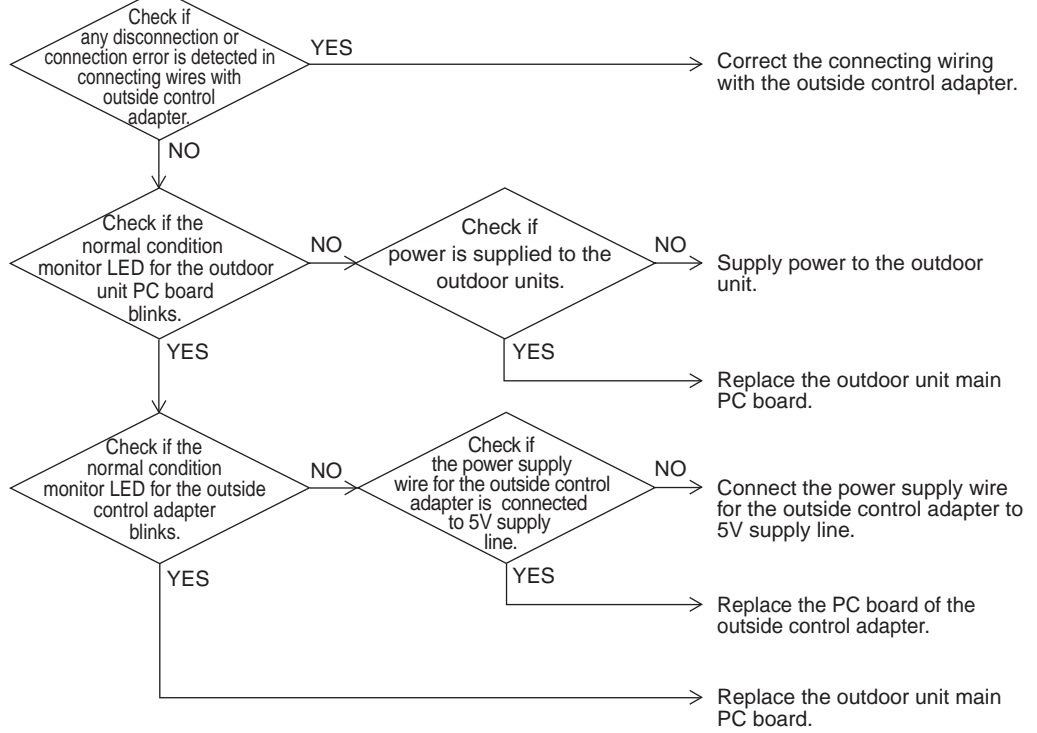 Check if
any disconnection or
connection error is detected in
connecting wires with
outside control
adapter.
YES
Correct the connecting wiring
with the outside control adapter.
NO
Check if the
normal condition
monitor LED for the outdoor
unit PC board
blinks.
NO
Check if
power is supplied to the
outdoor units.
NO
Supply power to the outdoor
unit.
YES
YES
Replace the outdoor unit main
PC board.
Check if the
normal condition
monitor LED for the outside
control adapter
blinks.
NO
Check if
the power supply
wire for the outside control
adapter is connected
to 5V supply
line.
NO
Connect the power supply wire
for the outside control adapter to
5V supply line.
YES
YES
Replace the PC board of the
outside control adapter.
Replace the outdoor unit main
PC board.